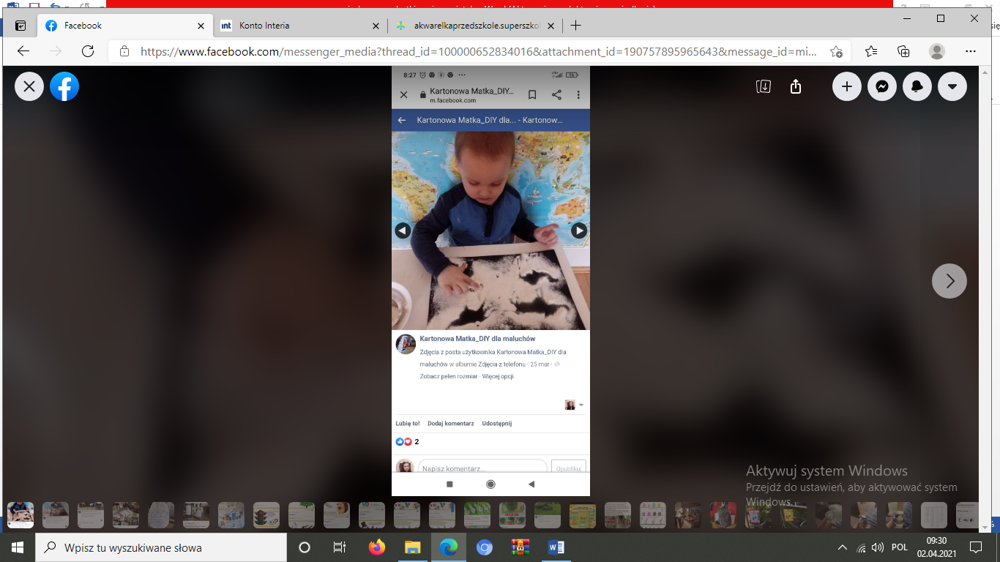 Facebook
Konto Interia
akwarelkaprzedszkole.superszko
https://www.facebook.com/messenger_media?thread_id=100000652834016&attachment_id=190757895965643&message_id=mi...
8:27
96
Kartonowa Matka_DIY...
m.facebook.com
Kartonowa Matka_DIY dla... - Kartonow...
Kartonowa Matka_DIY dla maluchów
Zdjęcia z posta użytkownika Kartonowa Matka_DIY dla
maluchów w albumie Zdjęcia z telefonu · 25 mar ·
Zobacz pełen rozmiar · Więcej opcji
Lubię to! Dodaj komentarz Udostępnij
2
Napisz komentarz... Opublikuj
Aktywuj system Windows
Przejdź do ustawień, aby aktywować system
Windows.
Wpisz tu wyszukiwane słowa
POL
09:30
02.04.2021